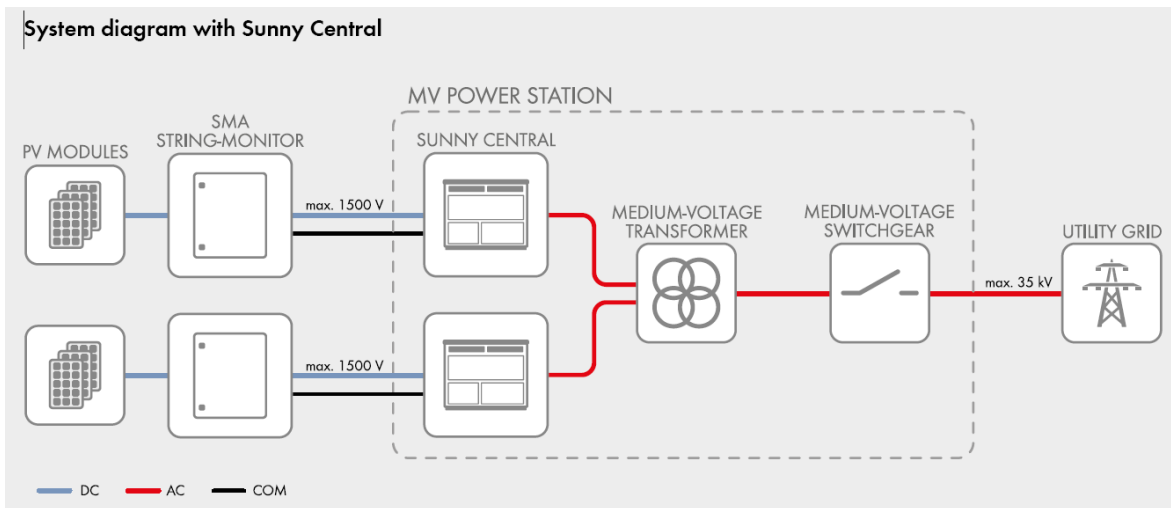 System diagram with Sunny Central
MV POWER STATION
SMA
STRING-MONITOR
SUNNY CENTRAL
PV MODULES
max. 1500 V
MEDIUM-VOLTAGE
TRANSFORMER
MEDIUM-VOLTAGE
SWITCHGEAR
UTILITY GRID
max. 35 kV
max. 1500 V
DC
AC
COM